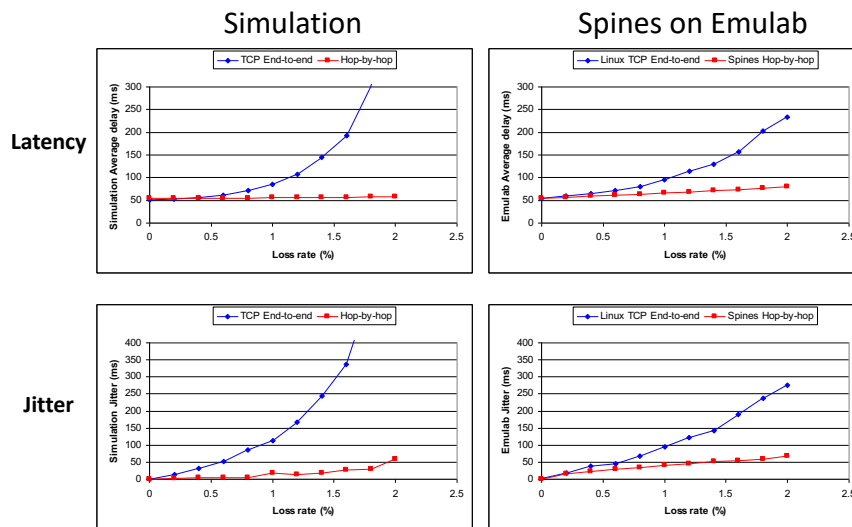 Simulation
Spines on Emulab
Latency
TCP End-to-end Hop-by-hop
Simulation Average delay (ms)
300
250
200
150
100
50
0
0 0.5 1 1.5 2 2.5
Loss rate (%)
Linux TCP End-to-end Spines Hop-by-hop
Emulab Average delay (ms)
300
250
200
150
100
50
0
0 0.5 1 1.5 2 2.5
Loss rate (%)
Jitter
TCP End-to-end Hop-by-hop
Simulation Jitter (ms)
400
350
300
250
200
150
100
50
0
0 0.5 1 1.5 2 2.5
Loss rate (%)
Linux TCP End-to-end Spines Hop-by-hop
Emulab Jitter (ms)
400
350
300
250
200
150
100
50
0
0 0.5 1 1.5 2 2.5
Loss rate (%)